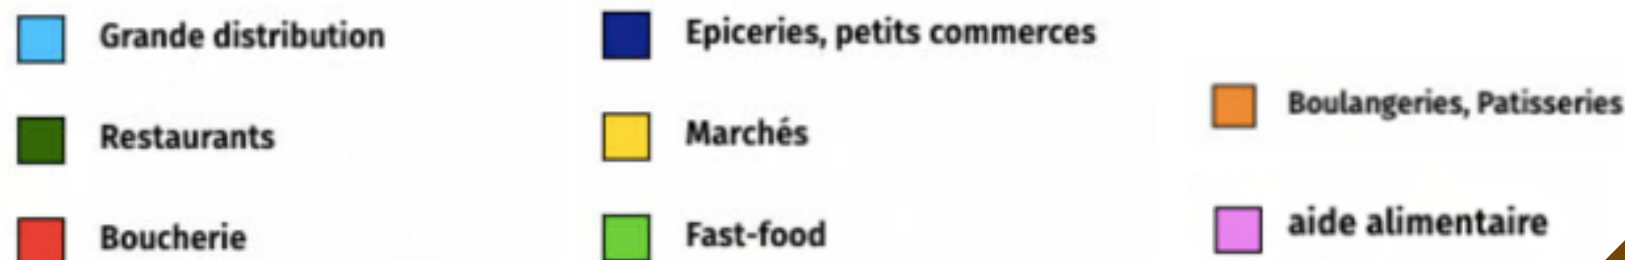 Grande distribution
Restaurants
Boucherie
Epiceries, petits commerces
Marchés
Fast-food
Boulangeries, Patisseries
aide alimentaire